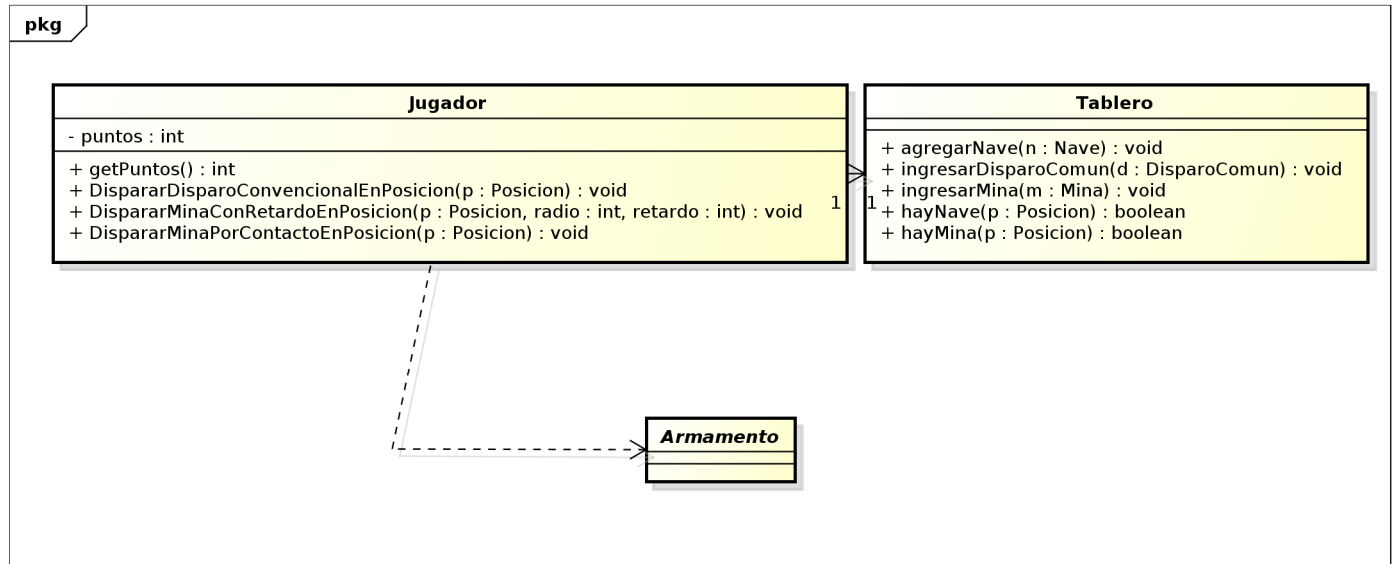 pkg
Jugador
- puntos : int
+ getPuntos() : int
+ DispararDisparoConvencionalEnPosicion(p : Posicion) : void
+ DispararMinaConRetardoEnPosicion(p : Posicion, radio : int, retardo : int) : void
+ DispararMinaPorContactoEnPosicion(p : Posicion) : void
1
1
Tablero
+ agregarNave(n : Nave) : void
+ ingresarDisparoComun(d : DisparoComun) : void
+ ingresarMina(m : Mina) : void
+ hayNave(p : Posicion) : boolean
+ hayMina(p : Posicion) : boolean
Armamento